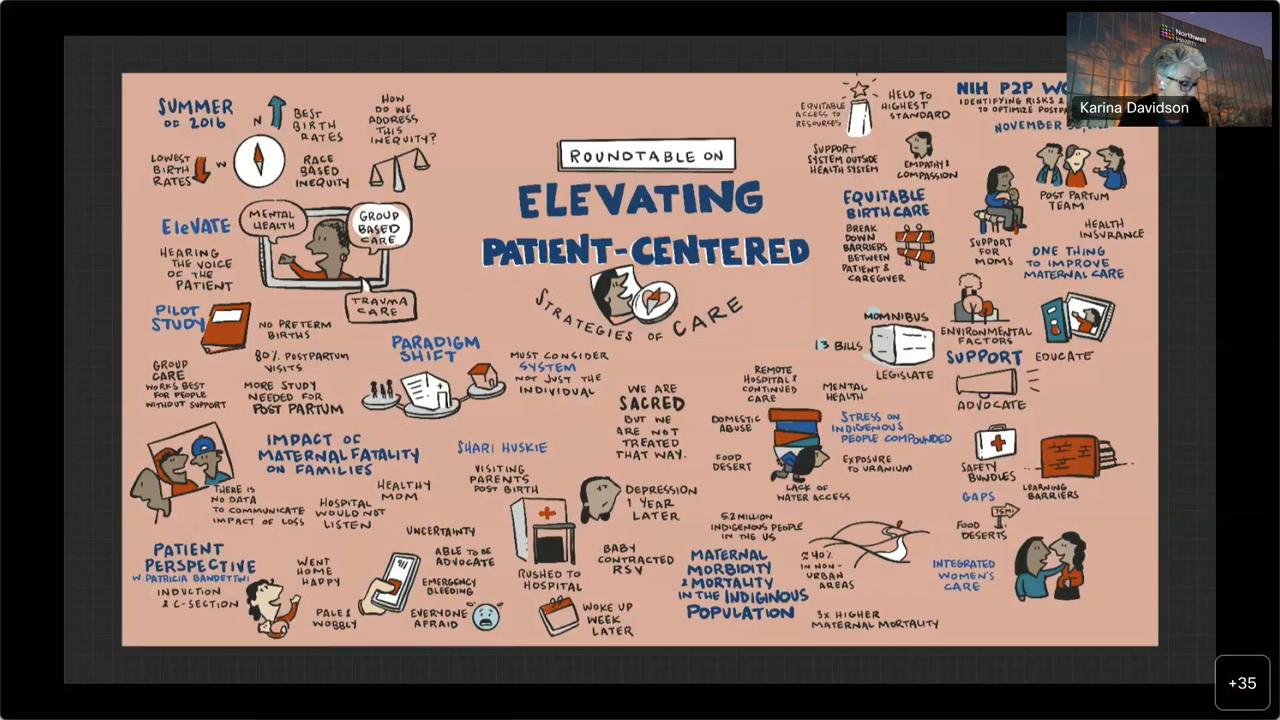 Northwell
Health
Karina Davidson
+35
SUMMER
OF 2016
N
BEST
BIRTH
RATES
HOW
DO WE
ADDRESS
THIS
INEQUITY?
LOWEST
BIRTH
RATES
W
RACE
BASED
INEQUITY
EleVATE
HEARING
THE VOICE
OF THE
PATIENT
MENTAL
HEALTH
GROUP
BASED
CARE
TRAUMA
CARE
PILOT
STUDY
NO PRETERM
BIRTHS
80% POSTPARTUM
VISITS
GROUP
CARE
WORKS BEST
FOR PEOPLE
WITHOUT SUPPORT
MORE STUDY
NEEDED FOR
POST PARTUM
PARADIGM
SHIFT
MUST CONSIDER
SYSTEM
NOT JUST THE
INDIVIDUAL
ROUNDTABLE ON
ELEVATING
PATIENT-CENTERED
STRATEGIES OF CARE
EQUITABLE
ACCESS TO
RESOURCES
HELD TO
HIGHEST
STANDARD
SUPPORT
SYSTEM OUTSIDE
HEALTH SYSTEM
EMPATHY &
COMPASSION
EQUITABLE
BIRTH CARE
BREAK
DOWN
BARRIERS
BETWEEN
PATIENT &
CAREGIVER
NIH P2P
IDENTIFYING RISKS &
TO OPTIMIZE
NOVEMBER
POST PARTUM
TEAM
SUPPORT
FOR
MOMS
HEALTH
INSURANCE
ONE THING
TO IMPROVE
MATERNAL CARE
MOMNIBUS
13 BILLS
LEGISLATE
ENVIRONMENTAL
FACTORS
SUPPORT
EDUCATE
ADVOCATE
SAFETY
BUNDLES
LEARNING
BARRIERS
GAPS
FOOD
DESERTS
INTEGRATED
WOMEN'S
CARE
WE ARE
SACRED
BUT WE
ARE NOT
TREATED
THAT WAY.
REMOTE
HOSPITAL &
CONTINUED
CARE
MENTAL
HEALTH
DOMESTIC
ABUSE
STRESS ON
INDIGENOUS
PEOPLE COMPOUNDED
FOOD
DESERT
EXPOSURE
TO URANIUM
LACK OF
WATER ACCESS
5.2 MILLION
INDIGENOUS PEOPLE
IN THE US
MATERNAL
MORBIDITY
& MORTALITY
IN THE INDIGINOUS
POPULATION
≈ 40%
IN NON-
URBAN
AREAS
3X HIGHER
MATERNAL MORTALITY
IMPACT OF
MATERNAL FATALITY
ON FAMILIES
THERE IS
NO DATA
TO COMMUNICATE
IMPACT OF LOSS
HOSPITAL
WOULD NOT
LISTEN
HEALTHY
MOM
SHARI HUSKIE
VISITING
PARENTS
POST BIRTH
DEPRESSION
1 YEAR
LATER
RUSHED TO
HOSPITAL
BABY
CONTRACTED
RSV
WOKE UP
WEEK
LATER
PATIENT
PERSPECTIVE
W. PATRICIA BANDETTINI
INDUCTION
& C-SECTION
WENT
HOME
HAPPY
PALE &
WOBBLY
911
UNCERTAINTY
ABLE TO BE
ADVOCATE
EMERGENCY
BLEEDING
EVERYONE
AFRAID